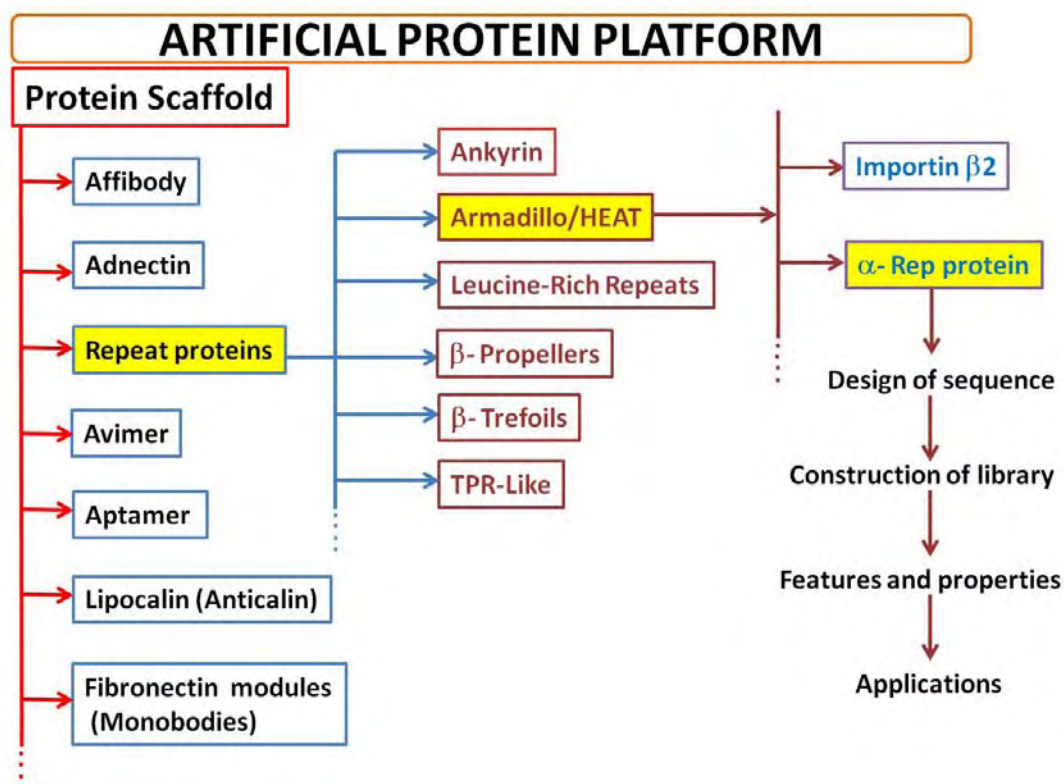 ARTIFICIAL PROTEIN PLATFORM
Protein Scaffold
Affibody
Adnectin
Repeat proteins
Avimer
Aptamer
Lipocalin (Anticalin)
Fibronectin modules
(Monobodies)
Ankyrin
Armadillo/HEAT
Leucine-Rich Repeats
β- Propellers
β- Trefoils
TPR-Like
Importin β2
α- Rep protein
Design of sequence
Construction of library
Features and properties
Applications